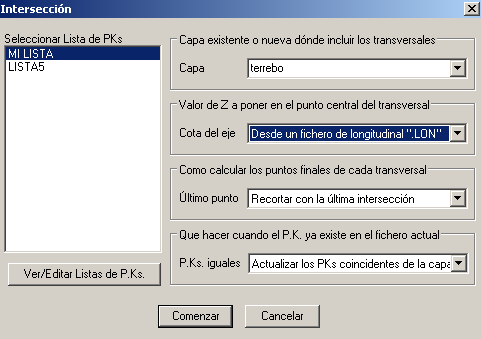 Intersección
Seleccionar Lista de PKs
MI LISTA
LISTA5
Ver/Editar Listas de P.Ks.
Capa existente o nueva dónde incluir los transversales
Capa
terrebo
Valor de Z a poner en el punto central del transversal
Cota del eje
Desde un fichero de longitudinal ".LON"
Como calcular los puntos finales de cada transversal
Último punto
Recortar con la última intersección
Que hacer cuando el P.K. ya existe en el fichero actual
P.Ks. iguales
Actualizar los PKs coincidentes de la capa
Comenzar
Cancelar